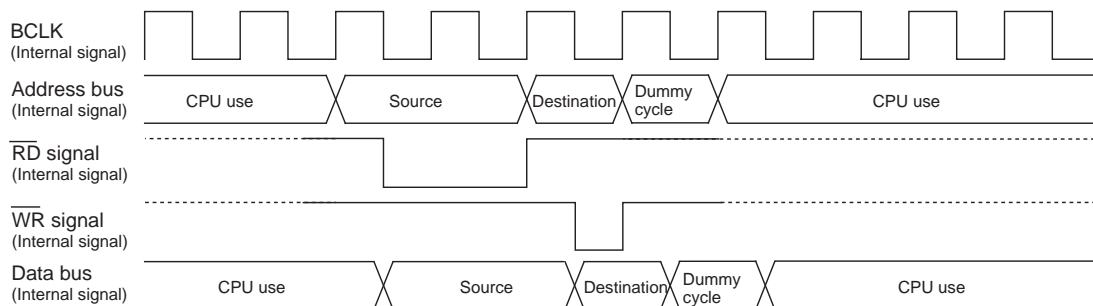 BCLK
(Internal signal)
Address bus
(Internal signal)
CPU use Source Destination Dummy cycle CPU use
RD signal
(Internal signal)
WR signal
(Internal signal)
Data bus
(Internal signal)
CPU use Source Destination Dummy cycle CPU use